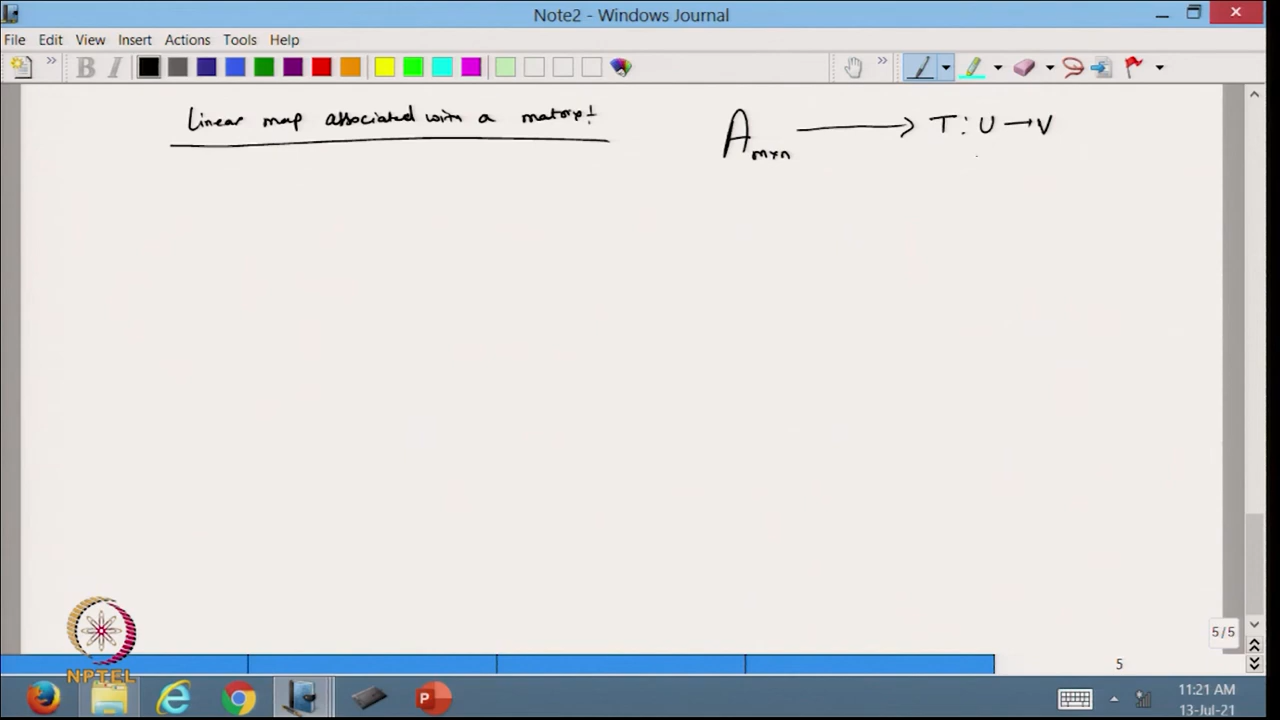 Note2 - Windows Journal
File Edit View Insert Actions Tools Help
B I
Linear map associated with a matrix!
A m×n → T: U → V
5/5
5
NPTEL
11:21 AM
13-Jul-21